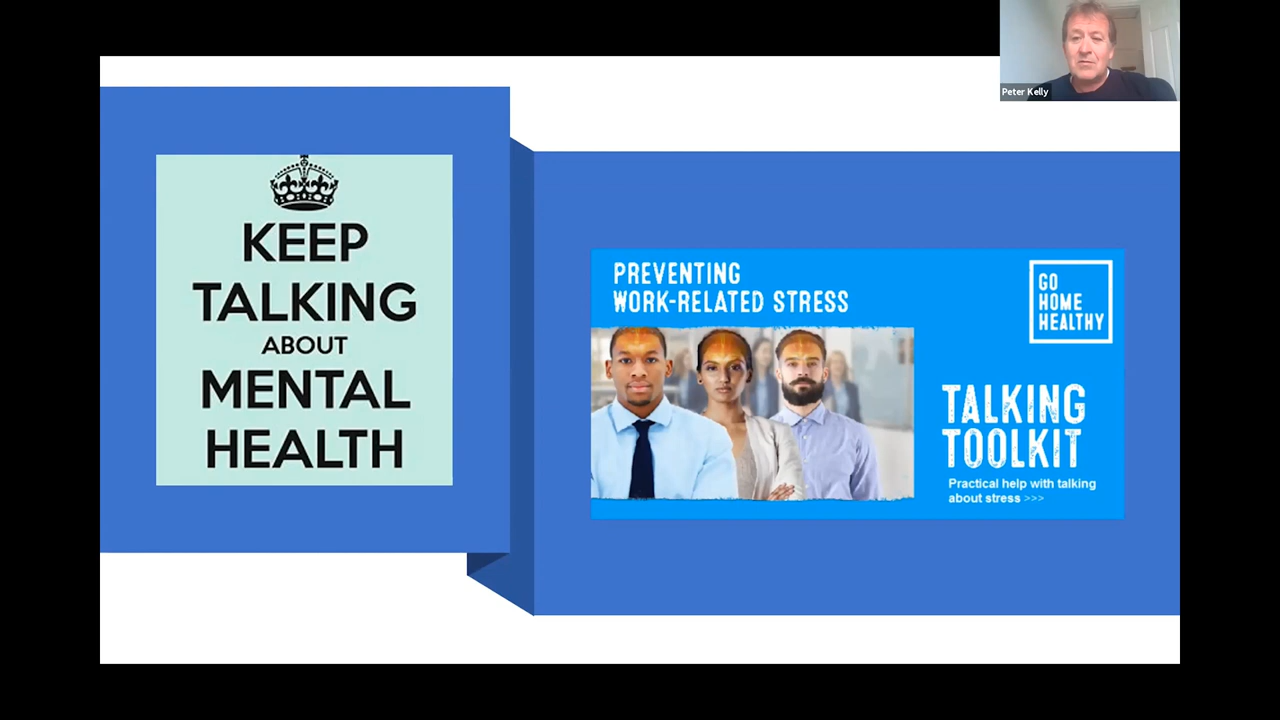 Peter Kelly
KEEP
TALKING
ABOUT
MENTAL
HEALTH
PREVENTING
WORK-RELATED STRESS
GO
HOME
HEALTHY
TALKING
TOOLKIT
Practical help with talking
about stress >>>